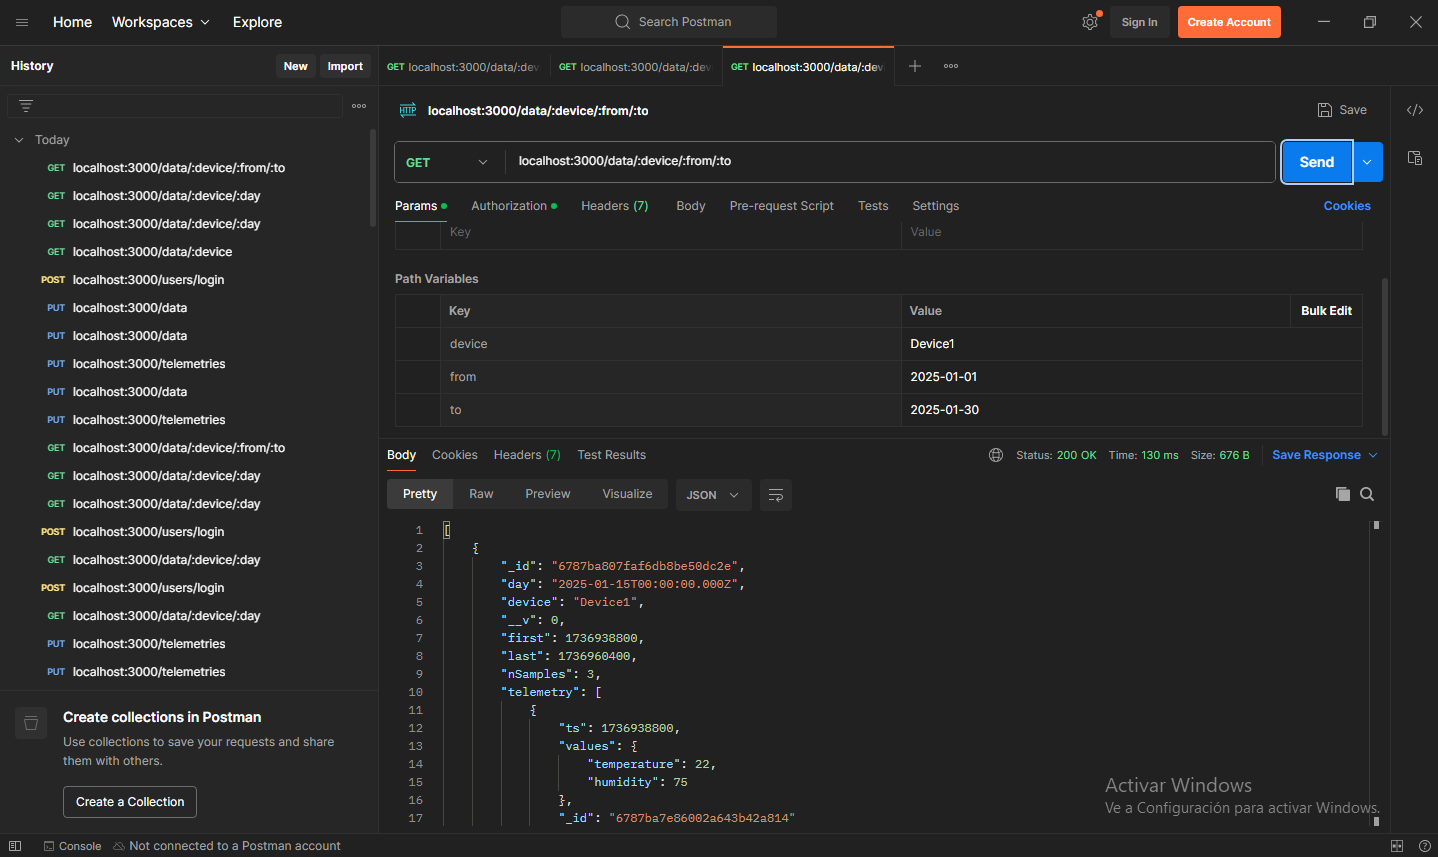 Home Workspaces Explore Search Postman Sign In Create Account
History New Import
GET localhost:3000/data/:dev GET localhost:3000/data/:dev GET localhost:3000/data/:dev
Today
GET localhost:3000/data/:device/:from/:to
GET localhost:3000/data/:device/:day
GET localhost:3000/data/:device/:day
GET localhost:3000/data/:device
POST localhost:3000/users/login
PUT localhost:3000/data
PUT localhost:3000/data
PUT localhost:3000/telemetries
PUT localhost:3000/data
PUT localhost:3000/telemetries
GET localhost:3000/data/:device/:from/:to
GET localhost:3000/data/:device/:day
GET localhost:3000/data/:device/:day
POST localhost:3000/users/login
GET localhost:3000/data/:device/:day
POST localhost:3000/users/login
GET localhost:3000/data/:device/:day
PUT localhost:3000/telemetries
PUT localhost:3000/telemetries
Create collections in Postman
Use collections to save your requests and share
them with others.
Create a Collection
HTTP localhost:3000/data/:device/:from/:to Save
GET localhost:3000/data/:device/:from/:to Send
Params Authorization Headers (7) Body Pre-request Script Tests Settings Cookies
Key Value
Path Variables
Key Value Bulk Edit
device Device1
from 2025-01-01
to 2025-01-30
Body Cookies Headers (7) Test Results Status: 200 OK Time: 130 ms Size: 676 B Save Response
Pretty Raw Preview Visualize JSON
1 [
2 {
3 "_id": "6787ba807faf6db8be50dc2e",
4 "day": "2025-01-15T00:00:00.000Z",
5 "device": "Device1",
6 "__v": 0,
7 "first": 1736938800,
8 "last": 1736960400,
9 "nSamples": 3,
10 "telemetry": [
11 {
12 "ts": 1736938800,
13 "values": {
14 "temperature": 22,
15 "humidity": 75
16 },
17 "_id": "6787ba7e86002a643b42a814"
Activar Windows
Ve a Configuración para activar Windows.
Console Not connected to a Postman account